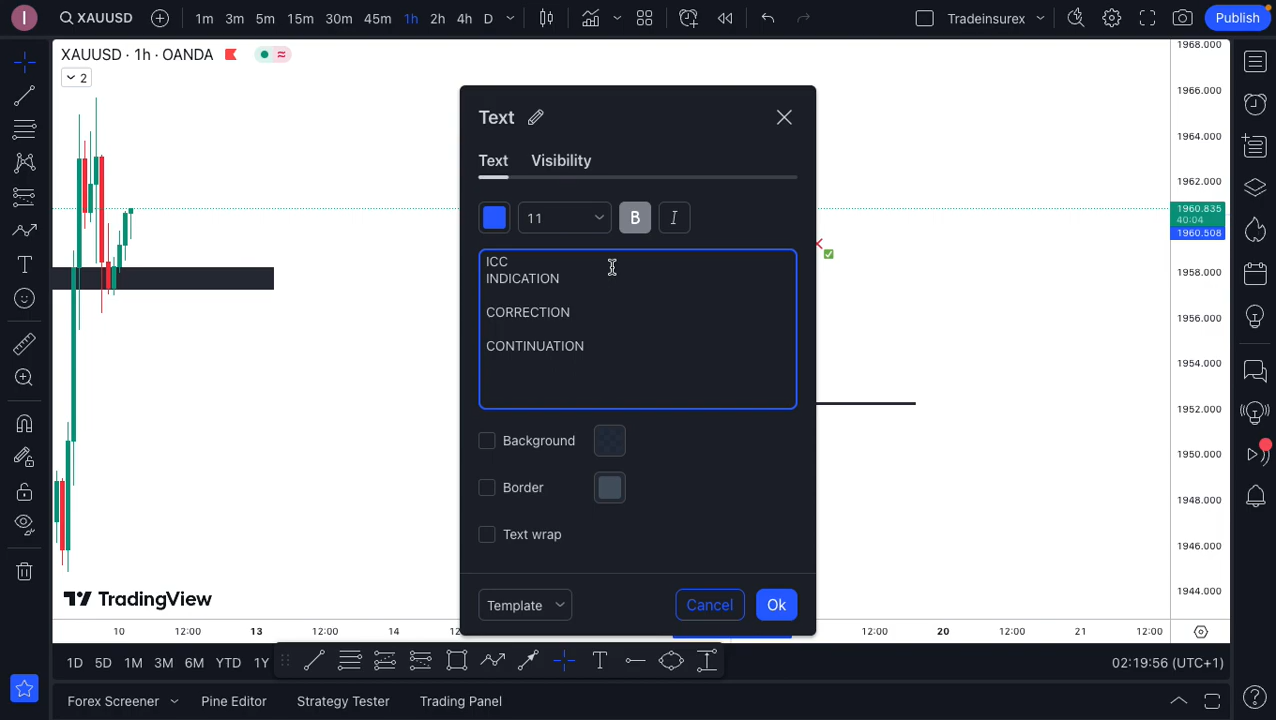 I
XAUUSD
1m
3m
5m
15m
30m
45m
1h
2h
4h
D
Tradeinsurex
Publish
XAUUSD · 1h · OANDA
2
Text
Text
Visibility
11
B
I
ICC
INDICATION
CORRECTION
CONTINUATION
Background
Border
Text wrap
Template
Cancel
Ok
1968.000
1966.000
1964.000
1962.000
1960.835
40:04
1960.508
1958.000
1956.000
1954.000
1952.000
1950.000
1948.000
1946.000
1944.000
TradingView
10
12:00
13
12:00
14
12:00
20
12:00
21
12:00
1D
5D
1M
3M
6M
YTD
1Y
02:19:56 (UTC+1)
Forex Screener
Pine Editor
Strategy Tester
Trading Panel